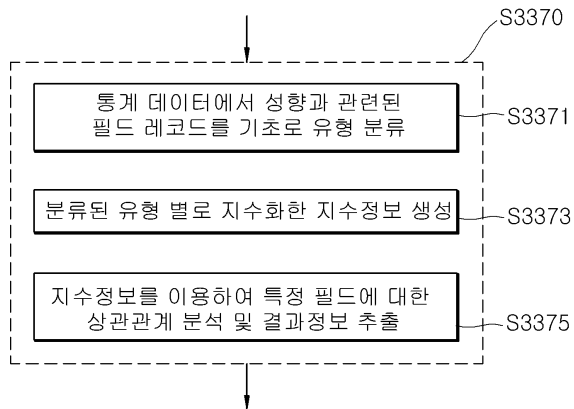 S3370
통계 데이터에서 성향과 관련된
필드 레코드를 기초로 유형 분류
S3371
분류된 유형 별로 지수화한 지수정보 생성
S3373
지수정보를 이용하여 특정 필드에 대한
상관관계 분석 및 결과정보 추출
S3375